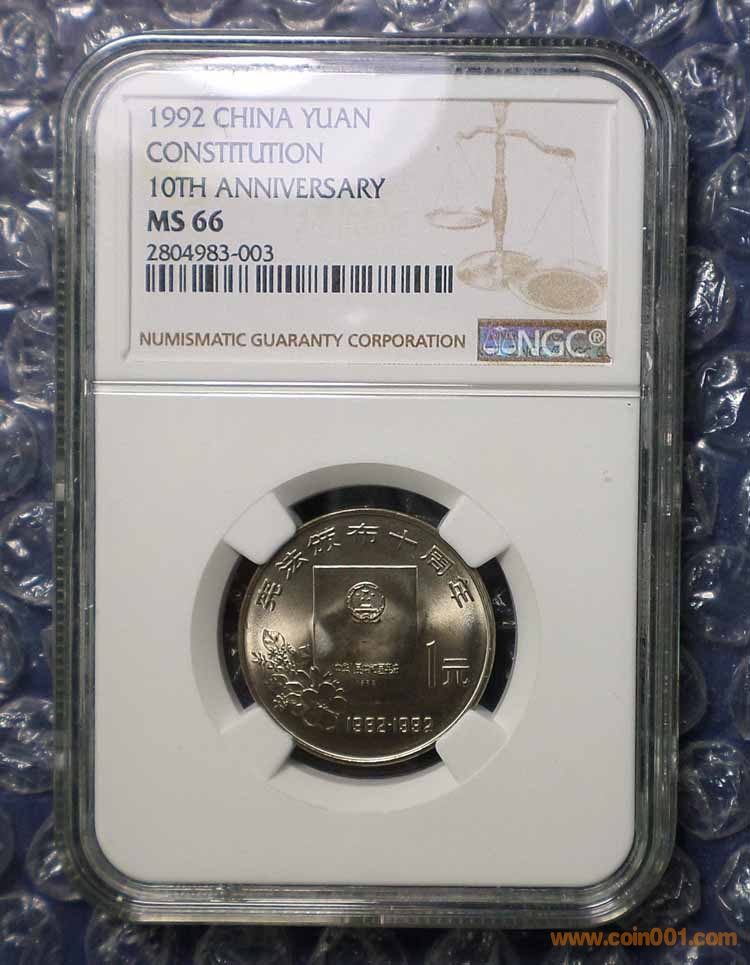 1992 CHINA YUAN
CONSTITUTION
10TH ANNIVERSARY
MS 66
2804983-003
NUMISMATIC GUARANTY CORPORATION
NGC®
宪法颁布十周年
1元
1982-1992
www.coin001.com